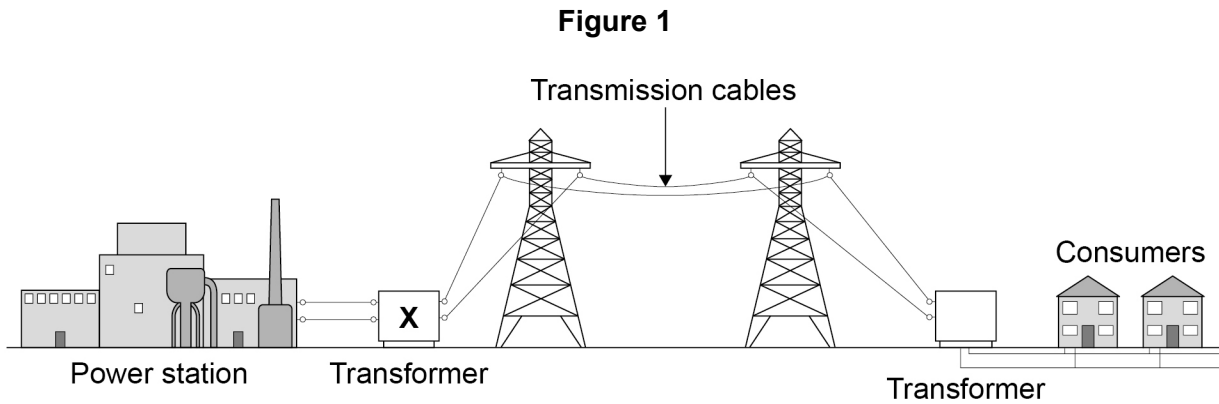 Figure 1
Transmission cables
Consumers
X
Power station
Transformer
Transformer